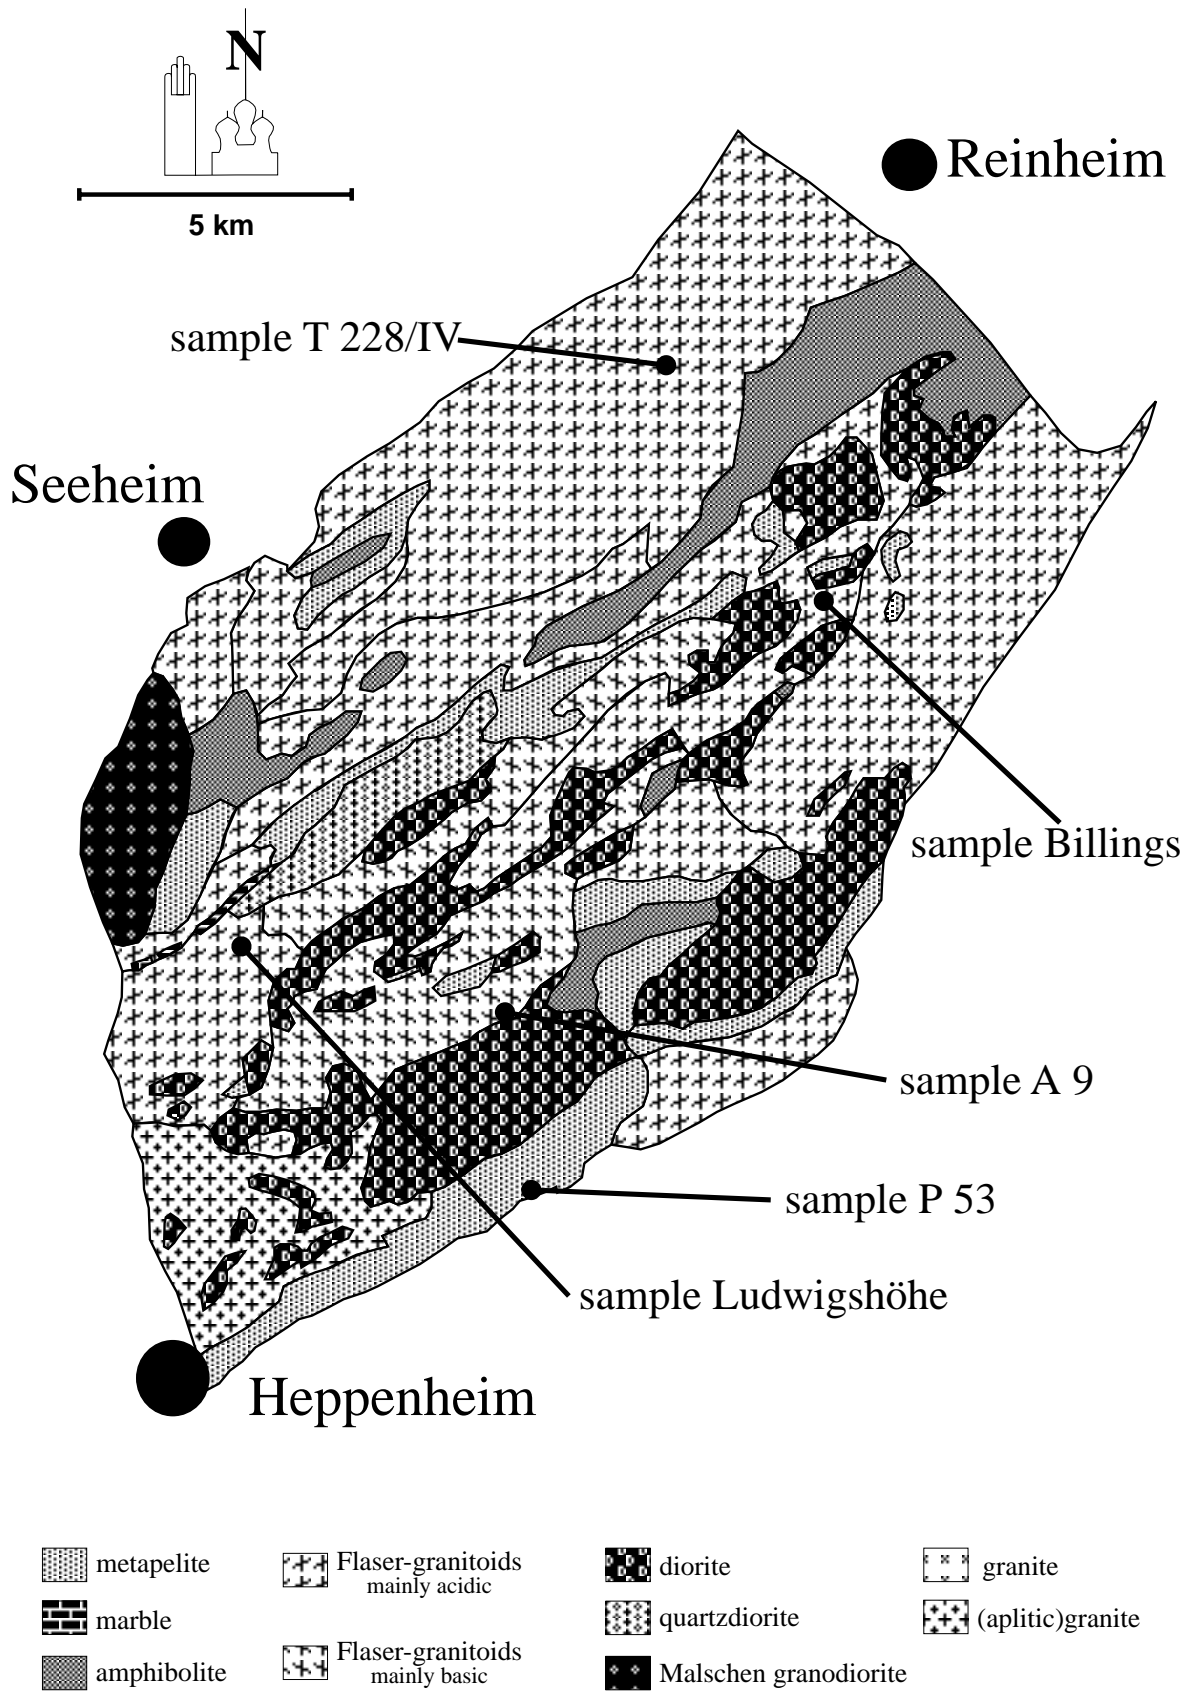 N
5 km
Reinheim
sample T 228/IV
Seeheim
sample Billings
sample A 9
sample P 53
sample Ludwigshöhe
Heppenheim
metapelite
marble
amphibolite
Flaser-granitoids
mainly acidic
Flaser-granitoids
mainly basic
diorite
quartzdiorite
Malschen granodiorite
granite
(aplitic)granite